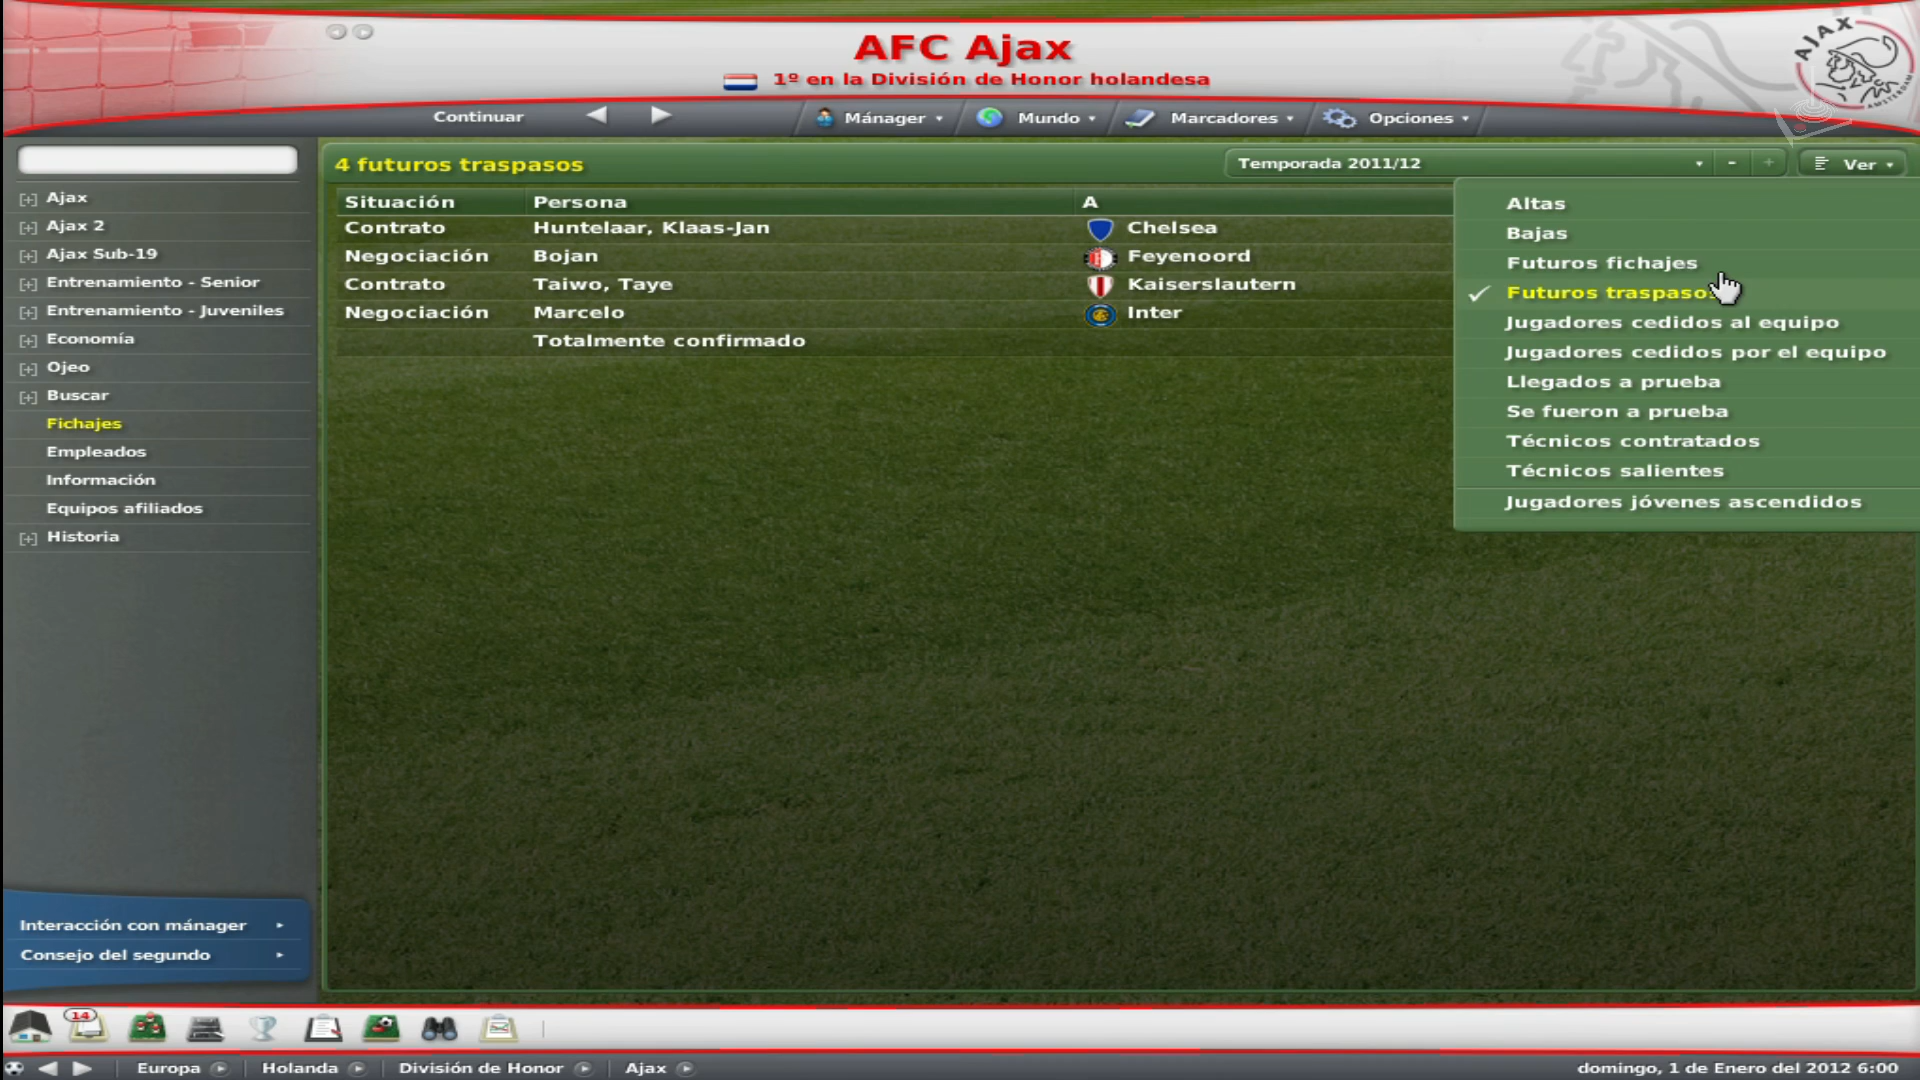 AFC Ajax
1º en la División de Honor holandesa
AJAX
AMSTERDAM
Continuar
Mánager
Mundo
Marcadores
Opciones
4 futuros traspasos
Temporada 2011/12
-
+
Ver
[+] Ajax
[+] Ajax 2
[+] Ajax Sub-19
[+] Entrenamiento - Senior
[+] Entrenamiento - Juveniles
[+] Economía
[+] Ojeo
[+] Buscar
Fichajes
Empleados
Información
Equipos afiliados
[+] Historia
Situación Persona A
Contrato Huntelaar, Klaas-Jan Chelsea
Negociación Bojan Feyenoord
Contrato Taiwo, Taye Kaiserslautern
Negociación Marcelo Inter
Totalmente confirmado
Altas
Bajas
Futuros fichajes
Futuros traspasos
Jugadores cedidos al equipo
Jugadores cedidos por el equipo
Llegados a prueba
Se fueron a prueba
Técnicos contratados
Técnicos salientes
Jugadores jóvenes ascendidos
Interacción con mánager
Consejo del segundo
14
Europa
Holanda
División de Honor
Ajax
domingo, 1 de Enero del 2012 6:00